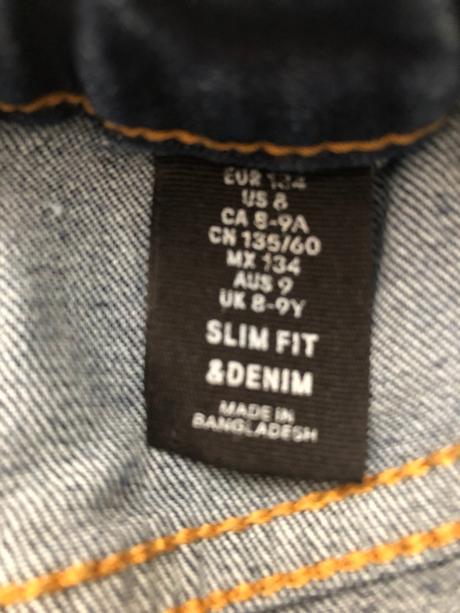 EUR 134
US 8
CA 8-9A
CN 135/60
MX 134
AUS 9
UK 8-9Y
SLIM FIT
&DENIM
MADE IN
BANGLADESH